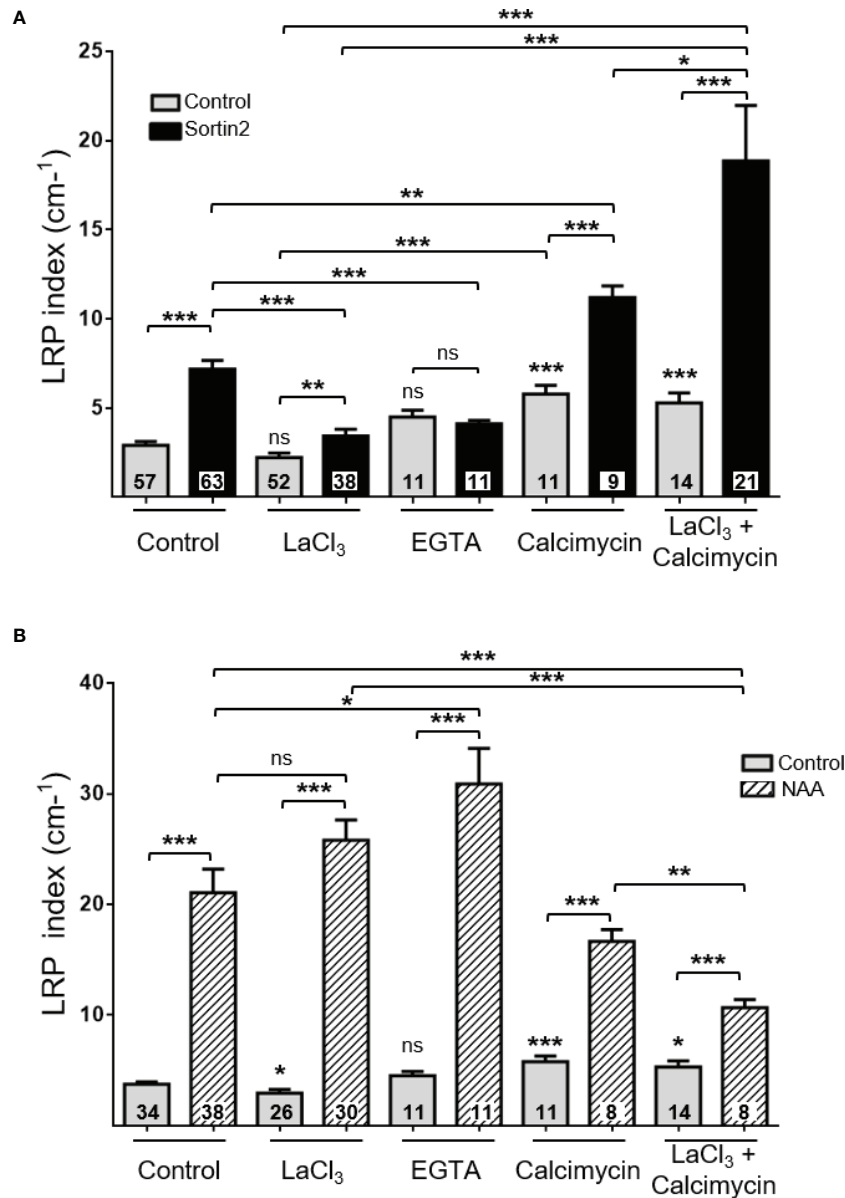 A
***
***
*
***
25
Control
Sortin2
20
**
***
15
***
***
***
10
***
ns
***
***
**
ns
5
ns
LRP index (cm-1)
57 63 52 38 11 11 11 9 14 21
Control LaCl3 EGTA Calcimycin LaCl3 +
Calcimycin
B
***
***
40
*
***
ns
Control
NAA
***
30
***
**
***
20
***
10
***
*
ns
*
LRP index (cm-1)
34 38 26 30 11 11 11 8 14 8
Control LaCl3 EGTA Calcimycin LaCl3 +
Calcimycin